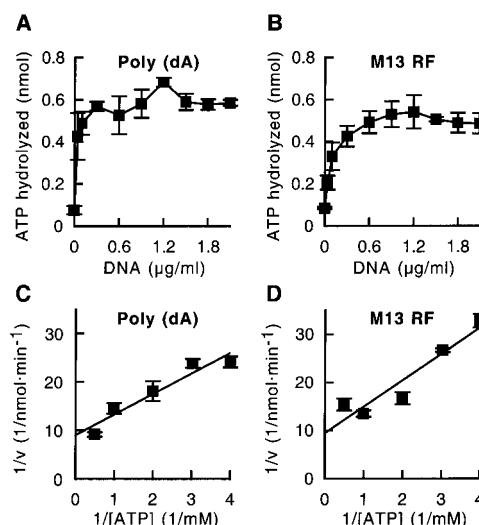 A
Poly (dA)
ATP hydrolyzed (nmol)
0.8
0.6
0.4
0.2
0
0 0.6 1.2 1.8
DNA (µg/ml)
B
M13 RF
ATP hydrolyzed (nmol)
0.8
0.6
0.4
0.2
0
0 0.6 1.2 1.8
DNA (µg/ml)
C
Poly (dA)
1/v (1/nmol·min⁻¹)
30
20
10
0
0 1 2 3 4
1/[ATP] (1/mM)
D
M13 RF
1/v (1/nmol·min⁻¹)
30
20
10
0
0 1 2 3 4
1/[ATP] (1/mM)